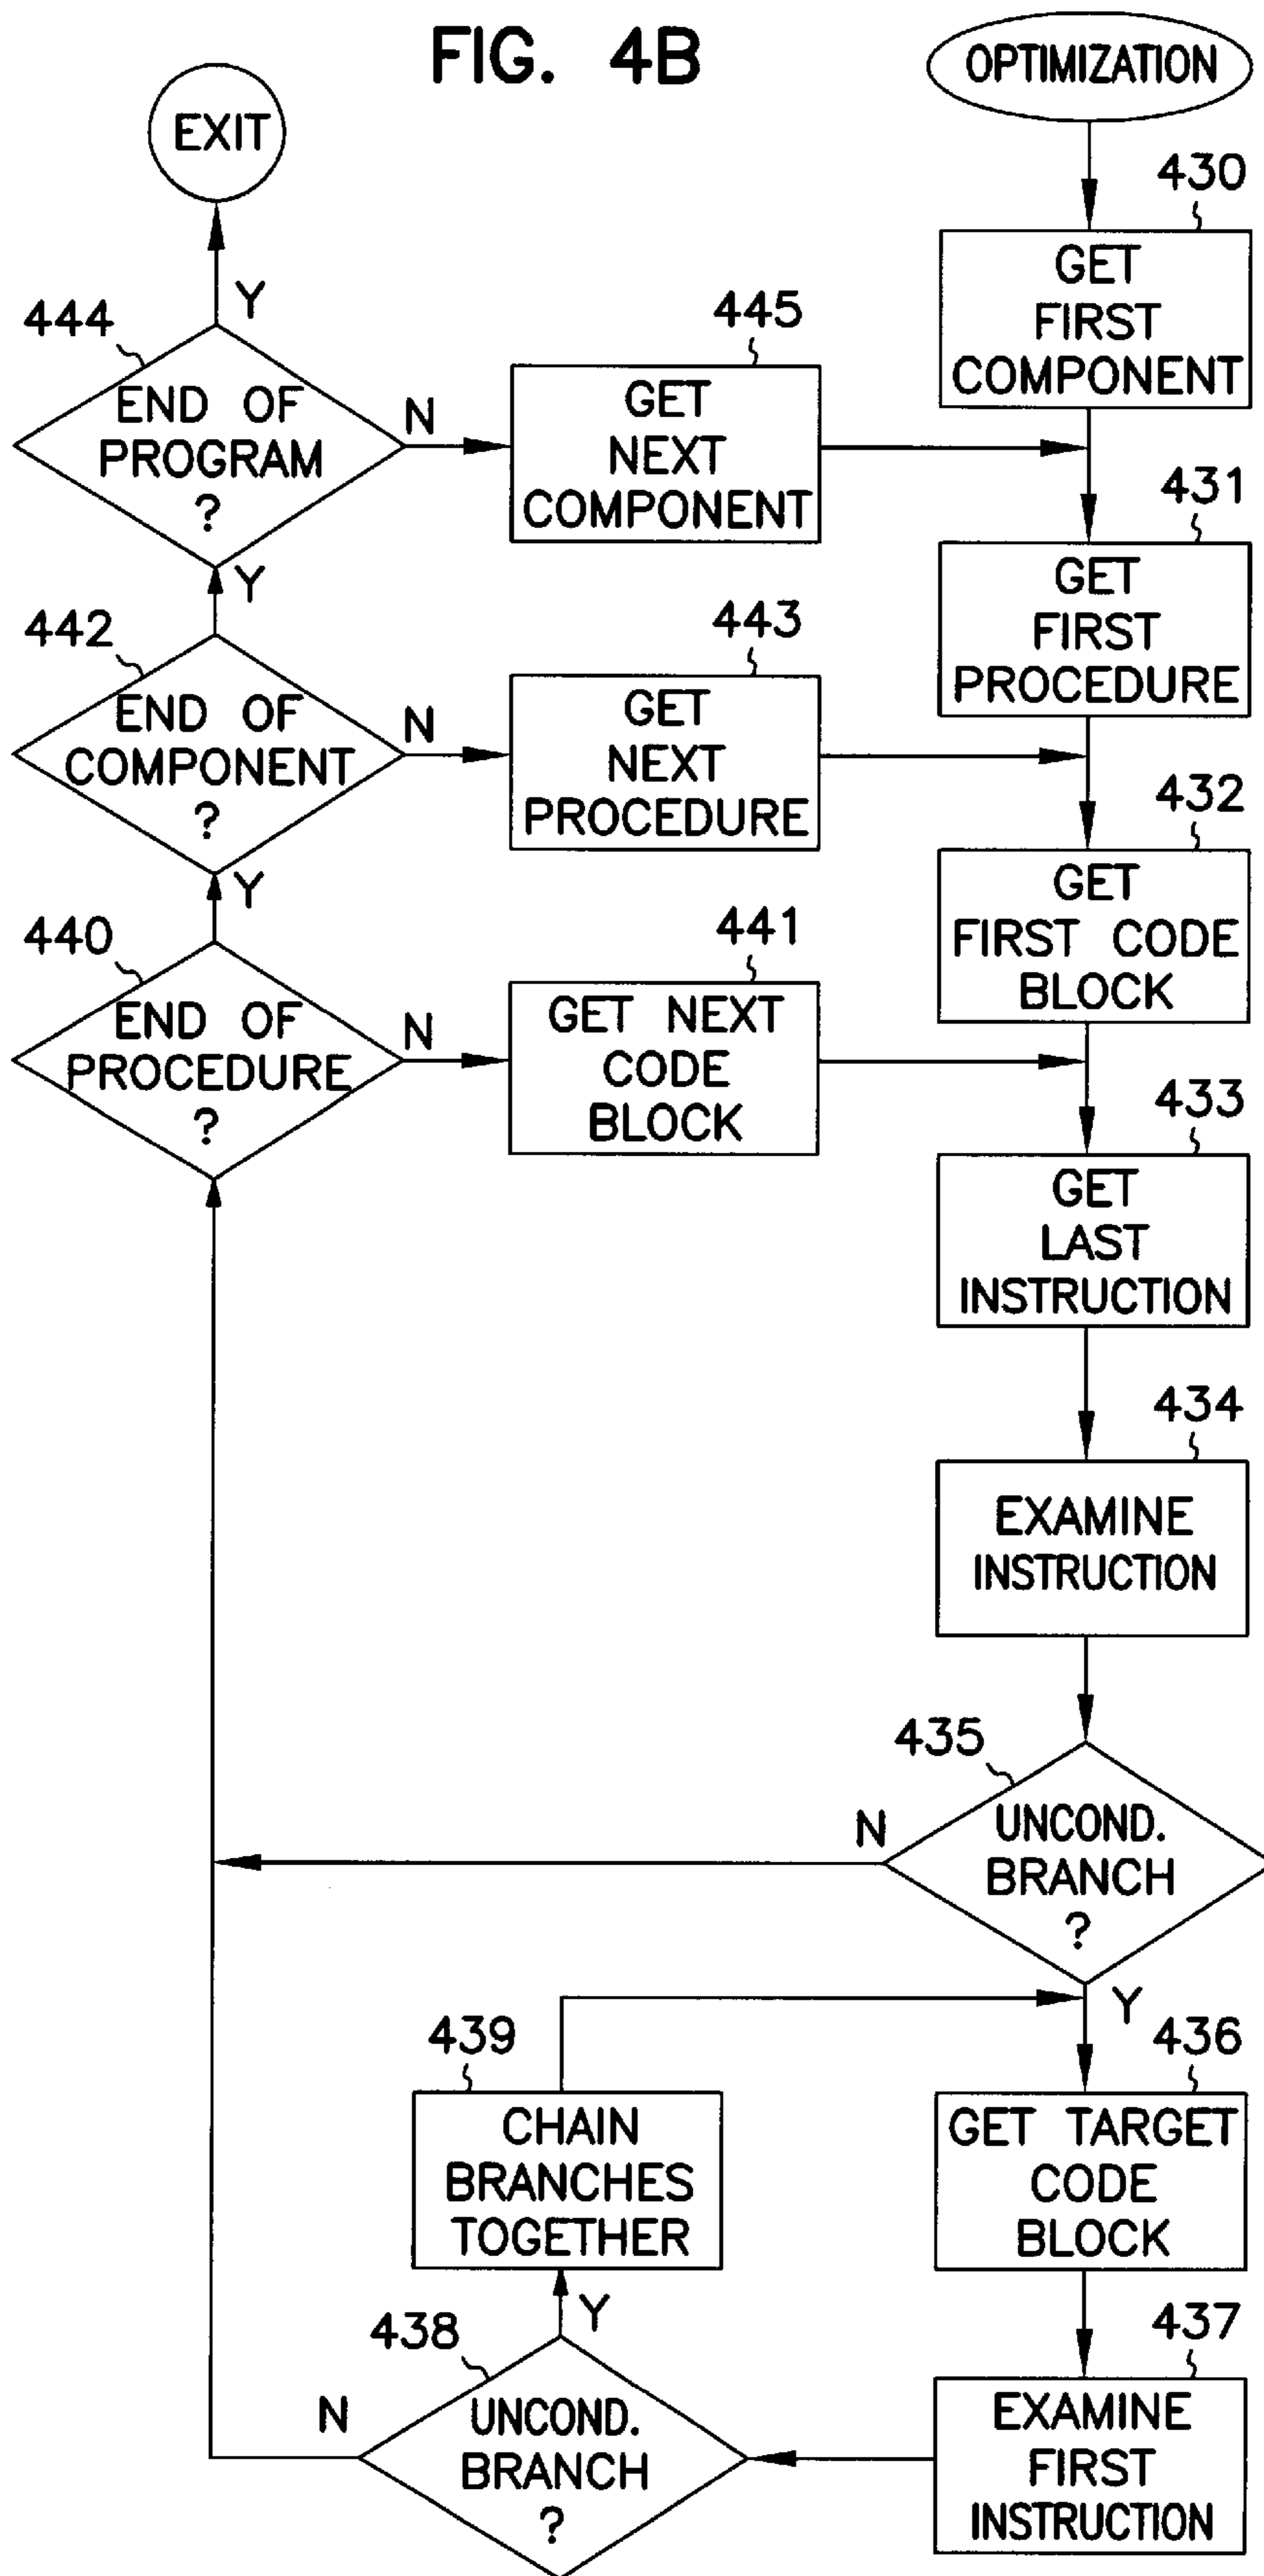 FIG. 4B
OPTIMIZATION
EXIT
430
GET
FIRST
COMPONENT
Y
444
END OF
PROGRAM
?
N
445
GET
NEXT
COMPONENT
431
GET
FIRST
PROCEDURE
Y
442
END OF
COMPONENT
?
N
443
GET
NEXT
PROCEDURE
432
GET
FIRST CODE
BLOCK
Y
440
END OF
PROCEDURE
?
N
441
GET NEXT
CODE
BLOCK
433
GET
LAST
INSTRUCTION
434
EXAMINE
INSTRUCTION
435
UNCOND.
BRANCH
?
N
Y
436
GET TARGET
CODE
BLOCK
439
CHAIN
BRANCHES
TOGETHER
Y
437
EXAMINE
FIRST
INSTRUCTION
438
UNCOND.
BRANCH
?
N